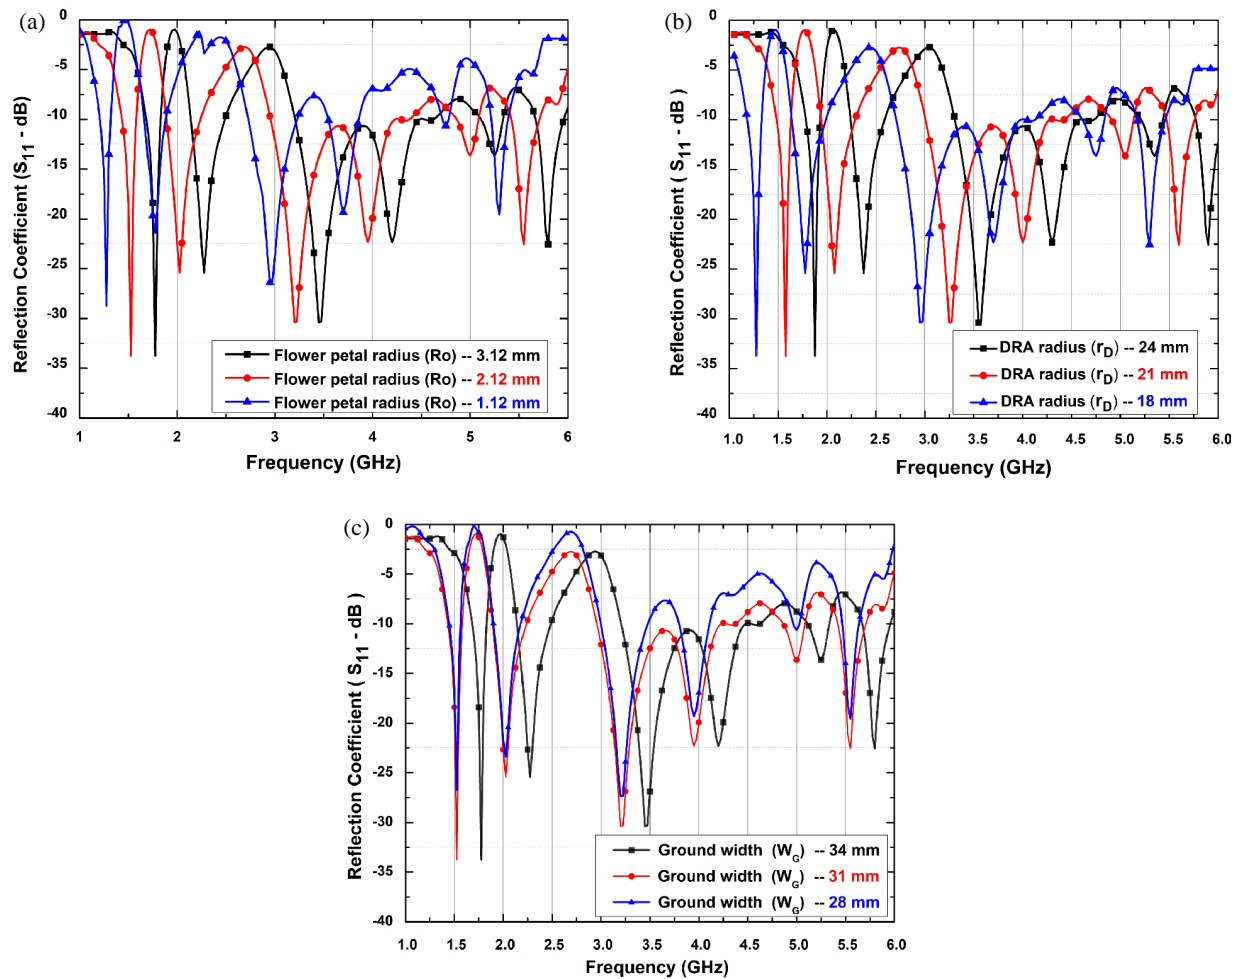 (a)
0
-5
-10
-15
-20
-25
-30
-35
-40
Reflection Coefficient (S11 - dB)
Flower petal radius (Ro) -- 3.12 mm
Flower petal radius (Ro) -- 2.12 mm
Flower petal radius (Ro) -- 1.12 mm
1 2 3 4 5 6
Frequency (GHz)
(b)
0
-5
-10
-15
-20
-25
-30
-35
-40
Reflection Coefficient ( S11 - dB )
DRA radius (rD) -- 24 mm
DRA radius (rD) -- 21 mm
DRA radius (rD) -- 18 mm
1.0 1.5 2.0 2.5 3.0 3.5 4.0 4.5 5.0 5.5 6.0
Frequency (GHz)
(c)
0
-5
-10
-15
-20
-25
-30
-35
-40
Reflection Coefficient ( S11 - dB )
Ground width (WG) -- 34 mm
Ground width (WG) -- 31 mm
Ground width (WG) -- 28 mm
1.0 1.5 2.0 2.5 3.0 3.5 4.0 4.5 5.0 5.5 6.0
Frequency (GHz)